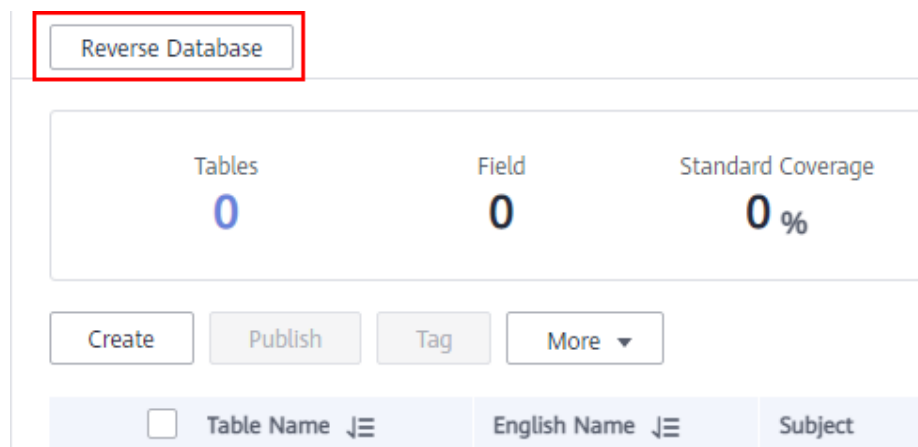 Reverse Database
Tables Field Standard Coverage
0 0 0 %
Create Publish Tag More
Table Name English Name Subject